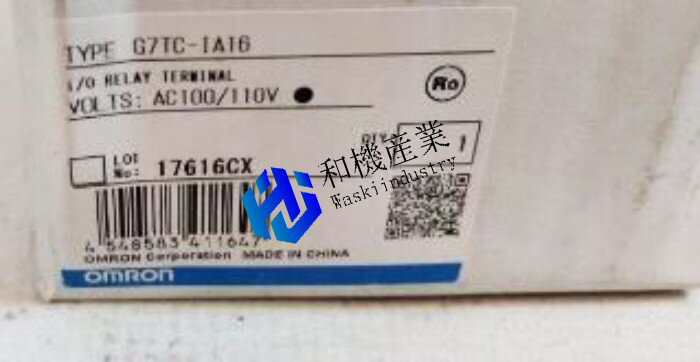 TYPE G7TC-IA16
I/O RELAY TERMINAL
VOLTS: AC100/110V
Ro
QTY 1
LOT No: 17616CX
和機産業
Waskiindustry
4 548583 411647
OMRON Corporation MADE IN CHINA
OMRON